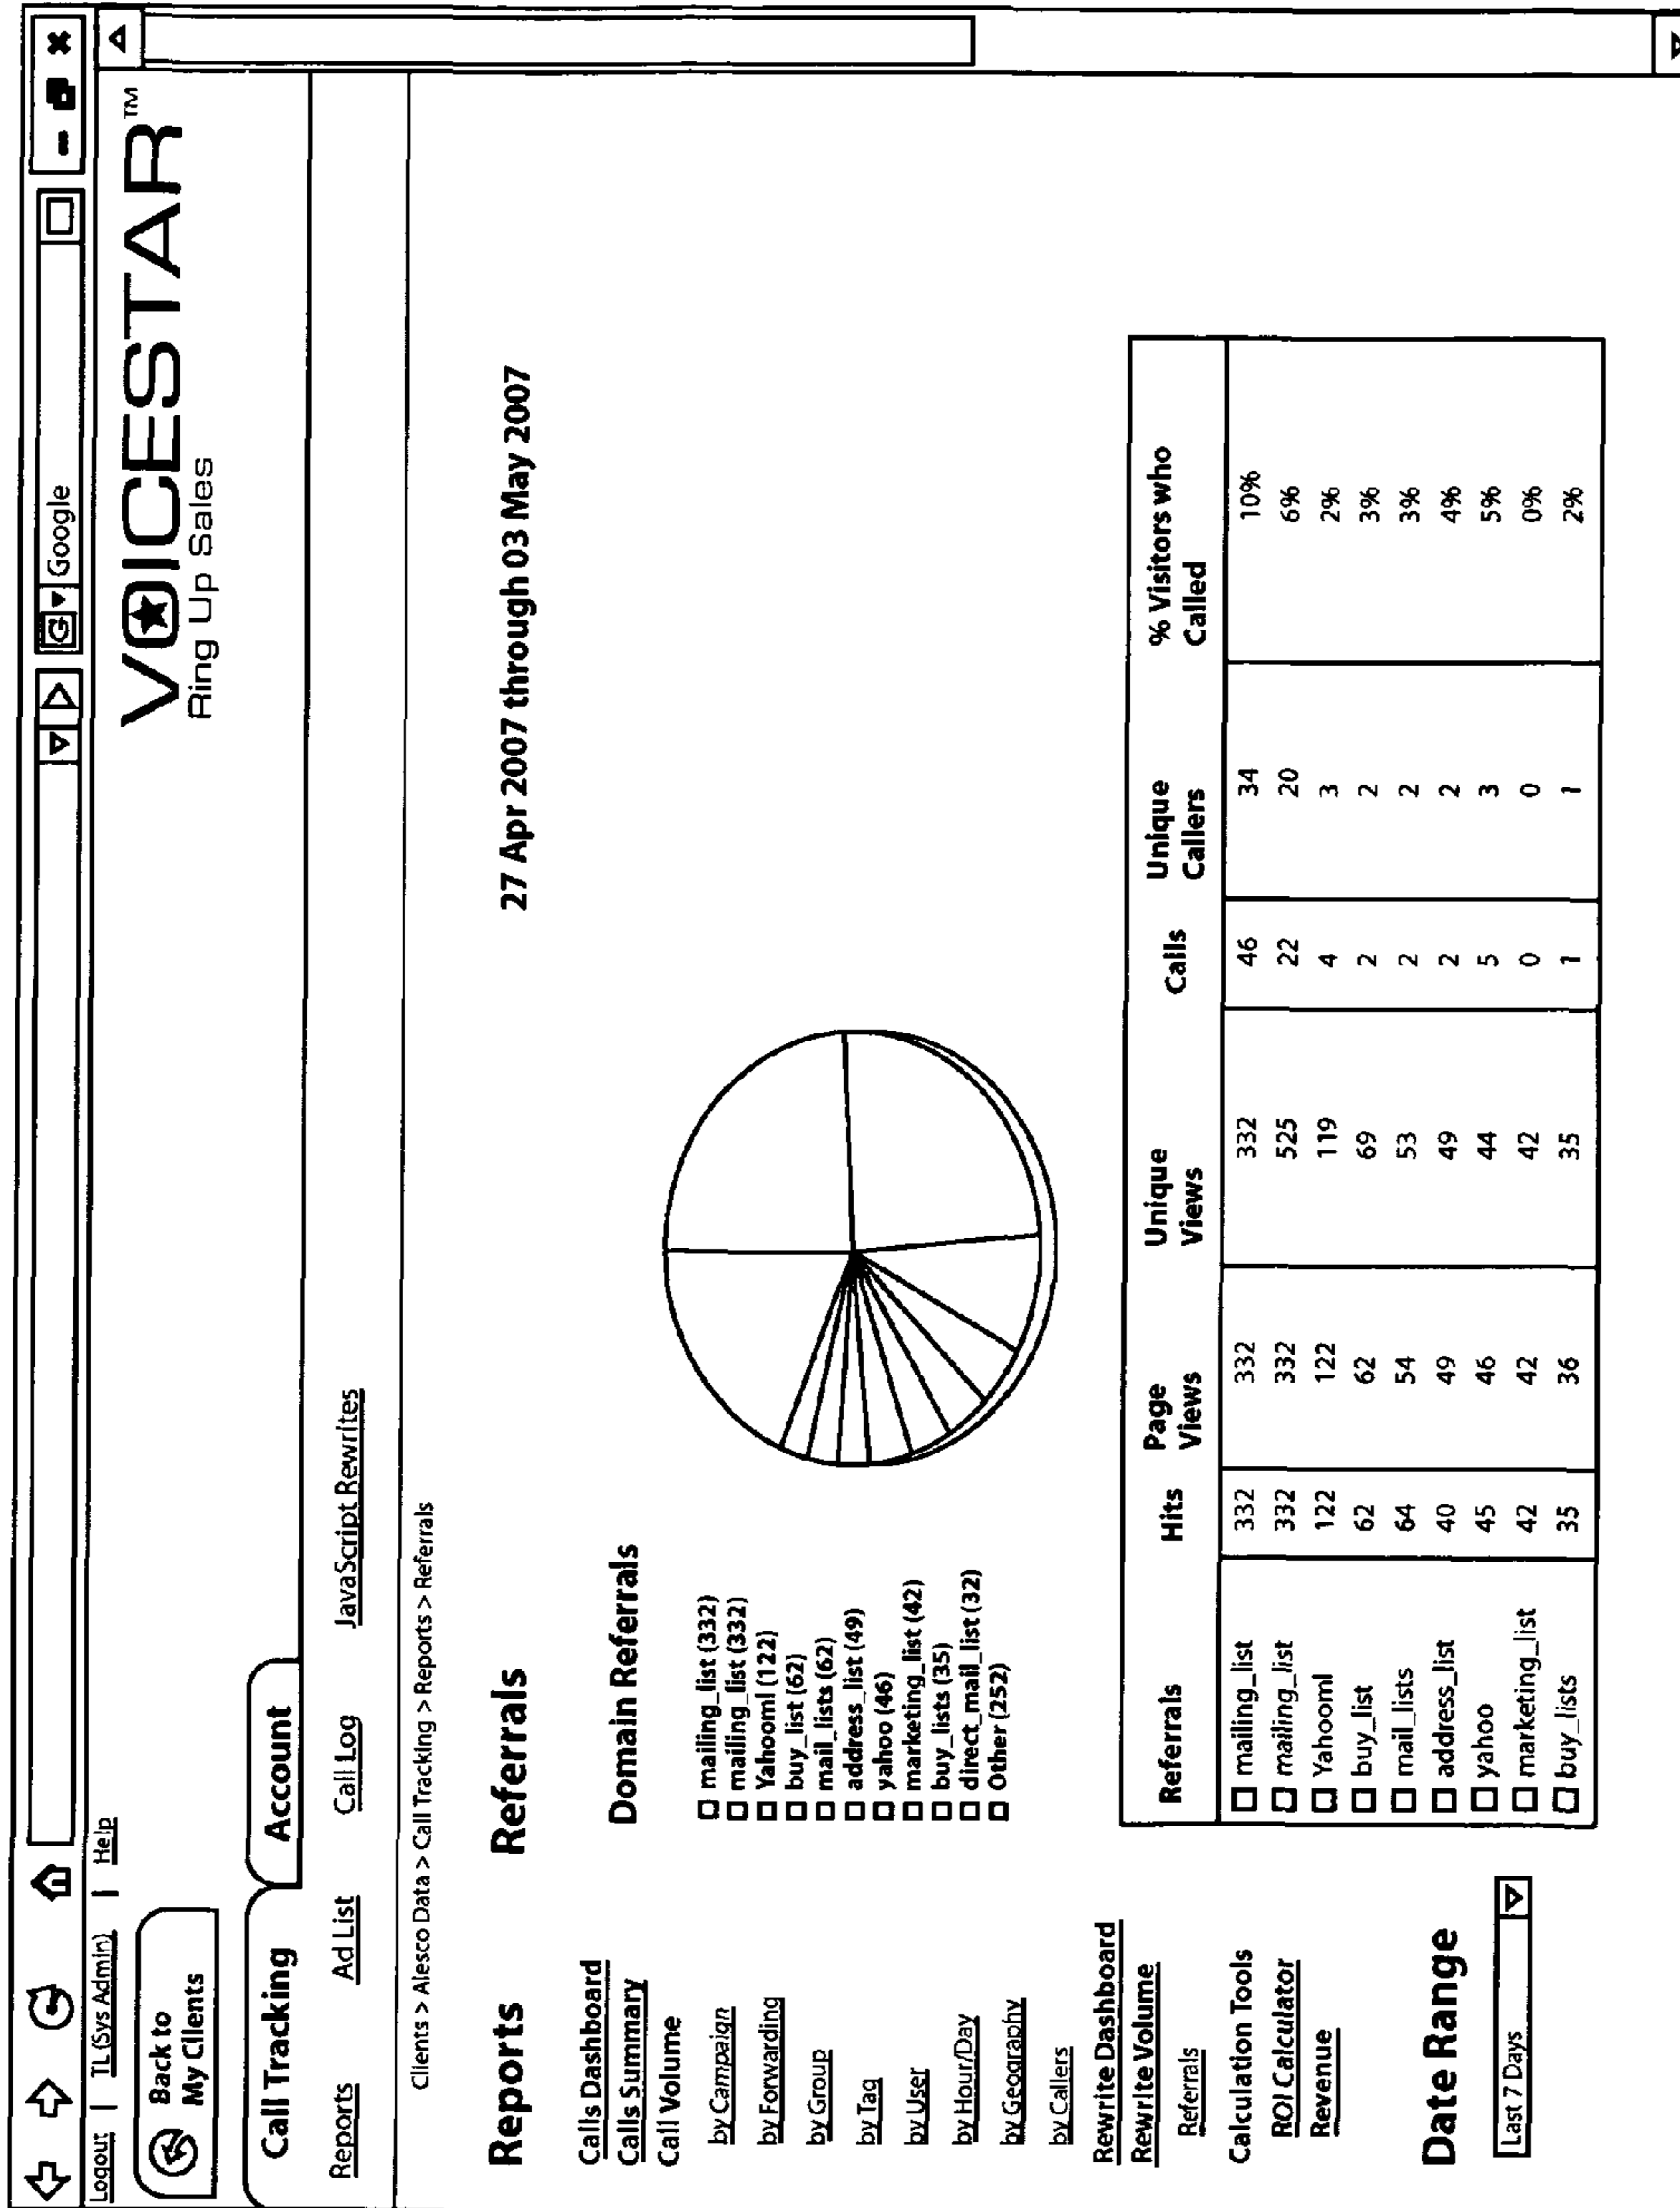 Google
Logout | TL (Sys Admin) | Help
Back to
My Clients
VOICESTAR™
Ring Up Sales
Call Tracking
Account
Reports Ad List Call Log JavaScript Rewrites
Clients > Alesco Data > Call Tracking > Reports > Referrals
Reports
Calls Dashboard
Calls Summary
Call Volume
by Campaign
by Forwarding
by Group
by Tag
by User
by Hour/Day
by Geography
by Callers
Rewrite Dashboard
Rewrite Volume
Referrals
Calculation Tools
ROI Calculator
Revenue
Date Range
Last 7 Days
Referrals
27 Apr 2007 through 03 May 2007
Domain Referrals
mailing_list (332)
mailing_list (332)
Yahooml (122)
buy_list (62)
mail_lists (62)
address_list (49)
yahoo (46)
marketing_list (42)
buy_lists (35)
direct_mail_list (32)
Other (252)
Referrals Hits Page Views Unique Views Calls Unique Callers % Visitors who Called
mailing_list 332 332 332 46 34 10%
mailing_list 332 332 525 22 20 6%
Yahooml 122 122 119 4 3 2%
buy_list 62 62 69 2 2 3%
mail_lists 64 54 53 2 2 3%
address_list 40 49 49 2 2 4%
yahoo 45 46 44 5 3 5%
marketing_list 42 42 42 0 0 0%
buy_lists 35 36 35 1 1 2%